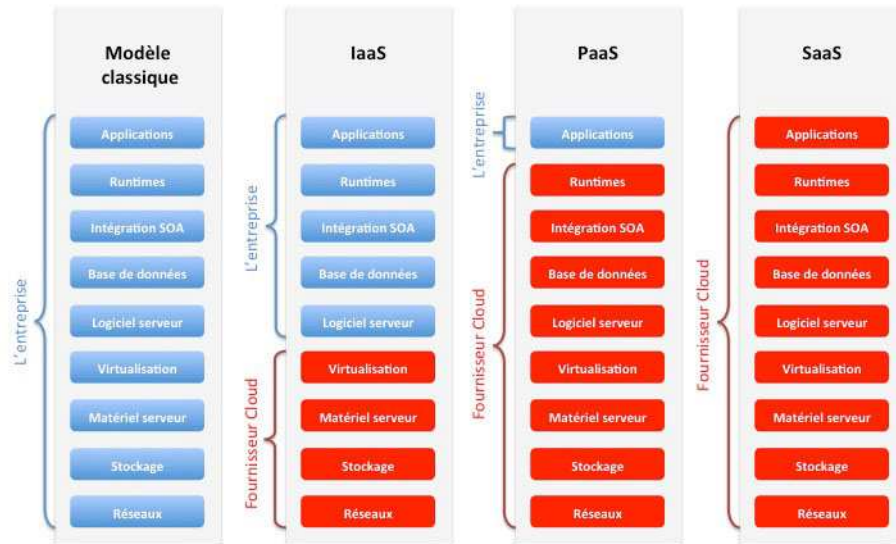 Modèle
classique
L'entreprise
Applications
Runtimes
Intégration SOA
Base de données
Logiciel serveur
Virtualisation
Matériel serveur
Stockage
Réseaux
IaaS
L'entreprise
Applications
Runtimes
Intégration SOA
Base de données
Logiciel serveur
Fournisseur Cloud
Virtualisation
Matériel serveur
Stockage
Réseaux
PaaS
L'entreprise
Applications
Fournisseur Cloud
Runtimes
Intégration SOA
Base de données
Logiciel serveur
Virtualisation
Matériel serveur
Stockage
Réseaux
SaaS
Fournisseur Cloud
Applications
Runtimes
Intégration SOA
Base de données
Logiciel serveur
Virtualisation
Matériel serveur
Stockage
Réseaux